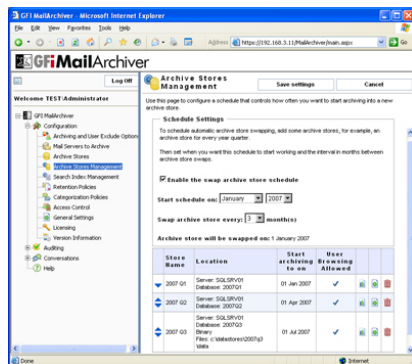 GFI MailArchiver - Microsoft Internet Explorer
File Edit View Favorites Tools Help
Address https://192.168.3.11/MailArchiver/main.aspx Go
GFiMailArchiver
Log Off
Welcome TEST\Administrator
GFI MailArchiver
Configuration
Archiving and User Exclude Option
Mail Servers to Archive
Archive Stores
Archive Stores Management
Search Index Management
Retention Policies
Categorization Policies
Access Control
General Settings
Licensing
Version Information
Auditing
Conversations
Help
Archive Stores Management
Save settings
Cancel
Use this page to configure a schedule that controls how often you want to start archiving into a new
archive store.
Schedule Settings
To schedule automatic archive store swapping, add some archive stores, for example, an
archive store for every year quarter.
Then set when you want this schedule to start working and the interval in months between
archive store swaps.
Enable the swap archive store schedule
Start schedule on: January 2007
Swap archive store every: 3 month(s)
Archive store will be swapped on: 1 January 2007
Store Name
Location
Start archiving to on
User Browsing Allowed
2007 Q1
Server: SQLSRV01
Database: 2007Q1
01 Jan 2007
2007 Q2
Server: SQLSRV01
Database: 2007Q2
01 Apr 2007
2007 Q3
Server: SQLSRV01
Database: 2007Q3
Binary
Files: c:\datastores\2007q3
01 Jul 2007
Done
Internet